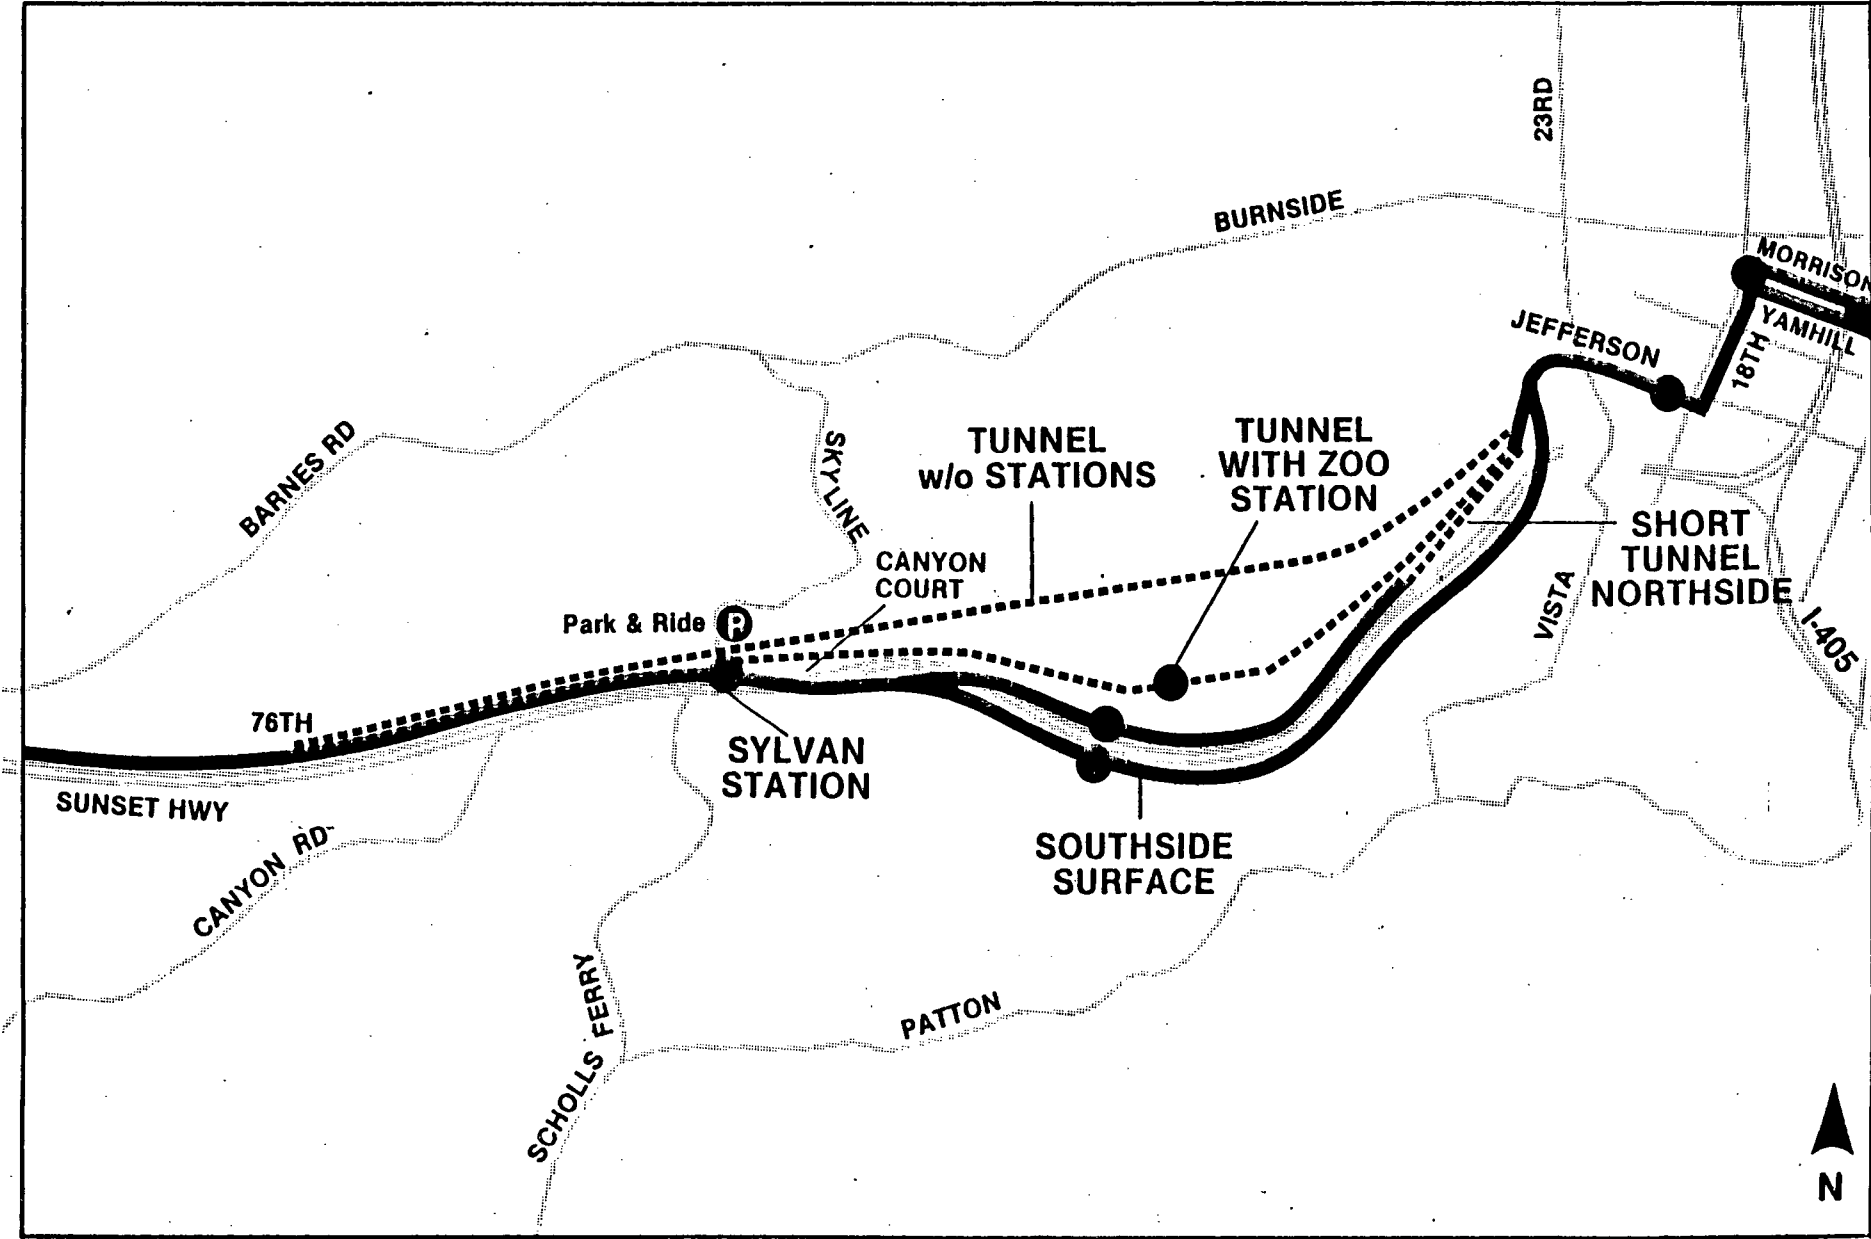 23RD
BURNSIDE
MORRISON
YAMHILL
18TH
JEFFERSON
BARNES RD
SKYLINE
TUNNEL
w/o STATIONS
TUNNEL
WITH ZOO
STATION
CANYON
COURT
SHORT
TUNNEL
NORTHSIDE
Park & Ride
P
VISTA
I-405
76TH
SYLVAN
STATION
SUNSET HWY
SOUTHSIDE
SURFACE
CANYON RD
SCHOLLS FERRY
PATTON
N